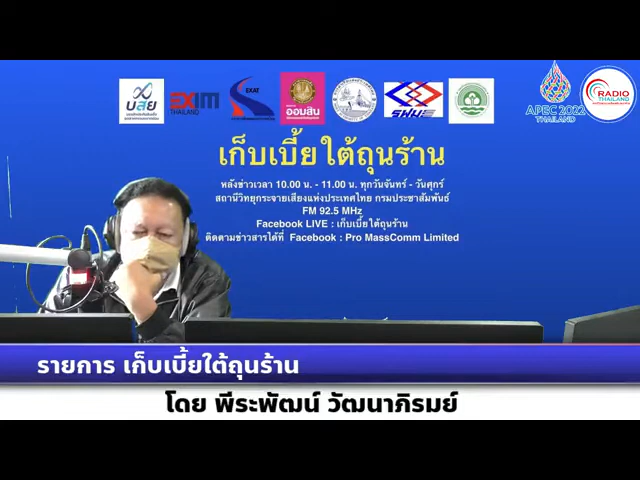 บสย
EXIM
THAILAND
EXAT
ออมสิน
รฟม
APEC 2022
THAILAND
RADIO
THAILAND
เก็บเบี้ยใต้ถุนร้าน
หลังข่าวเวลา 10.00 น. - 11.00 น. ทุกวันจันทร์ - วันศุกร์
สถานีวิทยุกระจายเสียงแห่งประเทศไทย กรมประชาสัมพันธ์
FM 92.5 MHz
Facebook LIVE : เก็บเบี้ยใต้ถุนร้าน
ติดตามข่าวสารได้ที่ Facebook : Pro MassComm Limited
รายการ เก็บเบี้ยใต้ถุนร้าน
โดย พีระพัฒน์ วัฒนาภิรมย์